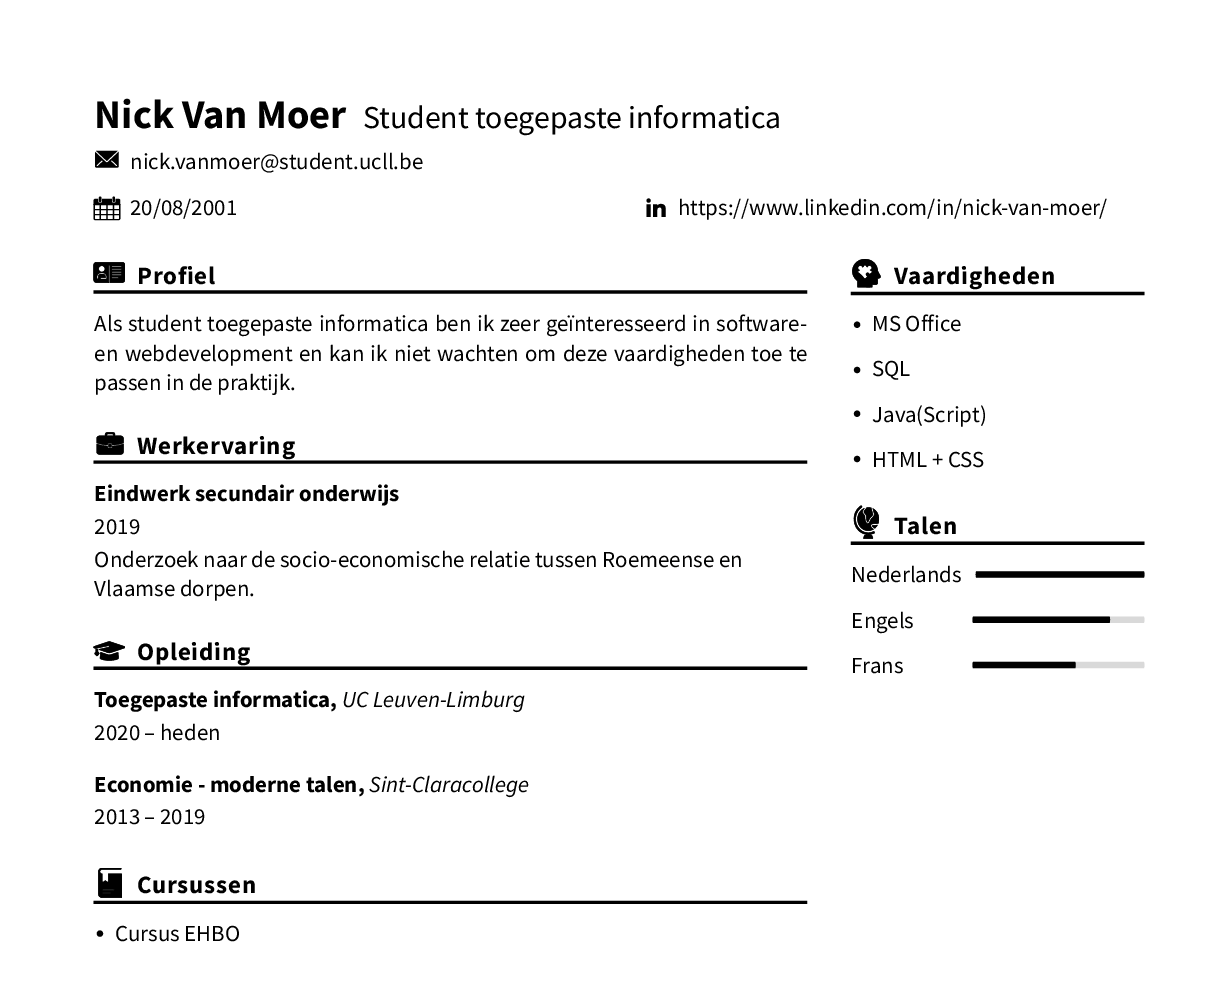 Nick Van Moer Student toegepaste informatica
nick.vanmoer@student.ucll.be
20/08/2001
https://www.linkedin.com/in/nick-van-moer/
Profiel
Als student toegepaste informatica ben ik zeer geïnteresseerd in software-
en webdevelopment en kan ik niet wachten om deze vaardigheden toe te
passen in de praktijk.
Werkervaring
Eindwerk secundair onderwijs
2019
Onderzoek naar de socio-economische relatie tussen Roemeense en
Vlaamse dorpen.
Opleiding
Toegepaste informatica, UC Leuven-Limburg
2020 – heden
Economie - moderne talen, Sint-Claracollege
2013 – 2019
Cursussen
• Cursus EHBO
Vaardigheden
• MS Office
• SQL
• Java(Script)
• HTML + CSS
Talen
Nederlands
Engels
Frans